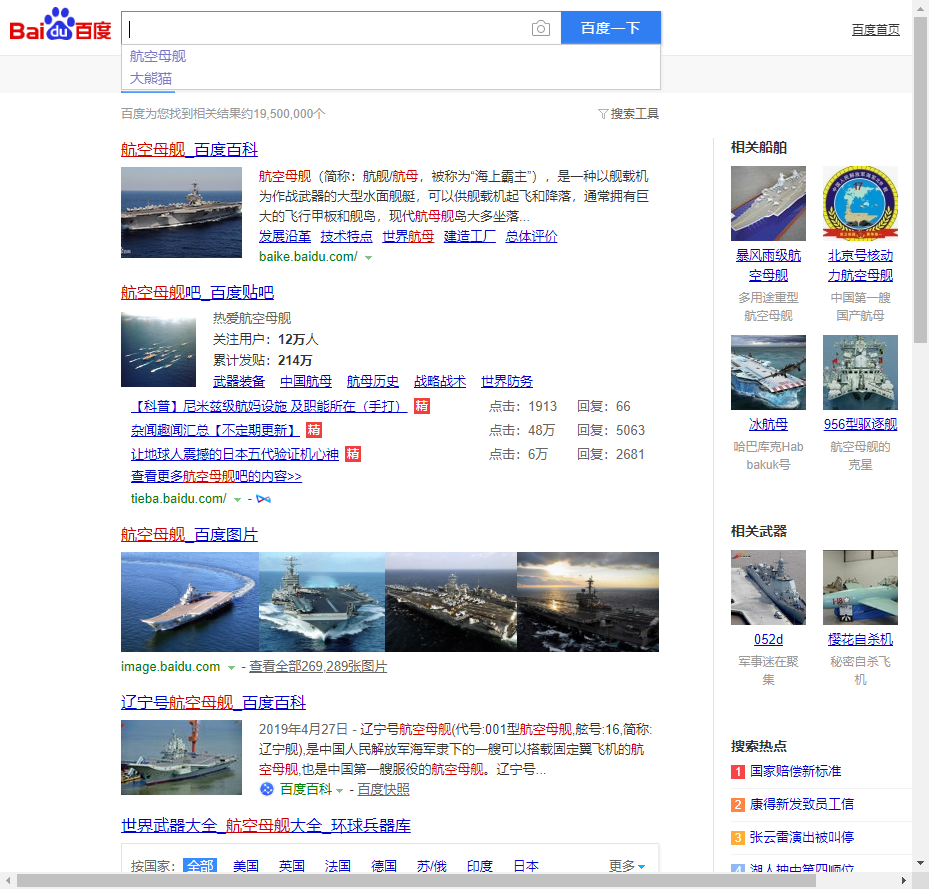 Bai du 百度
百度一下
百度首页
航空母舰
大熊猫
百度为您找到相关结果约19,500,000个
搜索工具
航空母舰_百度百科
航空母舰（简称：航舰/航母，被称为“海上霸主”），是一种以舰载机
为作战武器的大型水面舰艇，可以供舰载机起飞和降落，通常拥有巨
大的飞行甲板和舰岛，现代航母舰岛大多坐落...
发展沿革 技术特点 世界航母 建造工厂 总体评价
baike.baidu.com/
航空母舰吧_百度贴吧
热爱航空母舰
关注用户：12万人
累计发贴：214万
武器装备 中国航母 航母历史 战略战术 世界防务
【科普】尼米兹级航妈设施 及职能所在（手打） 精 点击：1913 回复：66
杂闻趣闻汇总【不定期更新】 精 点击：48万 回复：5063
让地球人震撼的日本五代验证机心神 精 点击：6万 回复：2681
查看更多航空母舰吧的内容>>
tieba.baidu.com/ -
航空母舰_百度图片
image.baidu.com - 查看全部269,289张图片
辽宁号航空母舰_百度百科
2019年4月27日 - 辽宁号航空母舰(代号:001型航空母舰,舷号:16,简称:
辽宁舰),是中国人民解放军海军隶下的一艘可以搭载固定翼飞机的航
空母舰,也是中国第一艘服役的航空母舰。辽宁号...
百度百科 - 百度快照
世界武器大全_航空母舰大全_环球兵器库
按国家： 全部 美国 英国 法国 德国 苏/俄 印度 日本 更多
相关船舶
暴风雨级航
空母舰
多用途重型
航空母舰
北京号核动
力航空母舰
中国第一艘
国产航母
冰航母
哈巴库克Hab
bakuk号
956型驱逐舰
航空母舰的
克星
相关武器
052d
军事迷在聚
集
樱花自杀机
秘密自杀飞
机
搜索热点
1 国家赔偿新标准
2 康得新发致员工信
3 张云雷演出被叫停
4 湖人抽中第四顺位